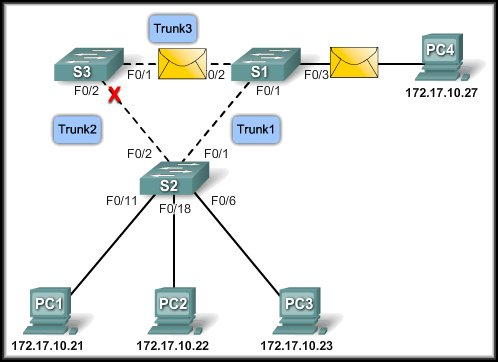 Trunk3
PC4
S3
F0/1
0/2
S1
F0/3
F0/2
F0/1
172.17.10.27
Trunk2
Trunk1
F0/2
F0/1
S2
F0/11
F0/18
F0/6
PC1
PC2
PC3
172.17.10.21
172.17.10.22
172.17.10.23